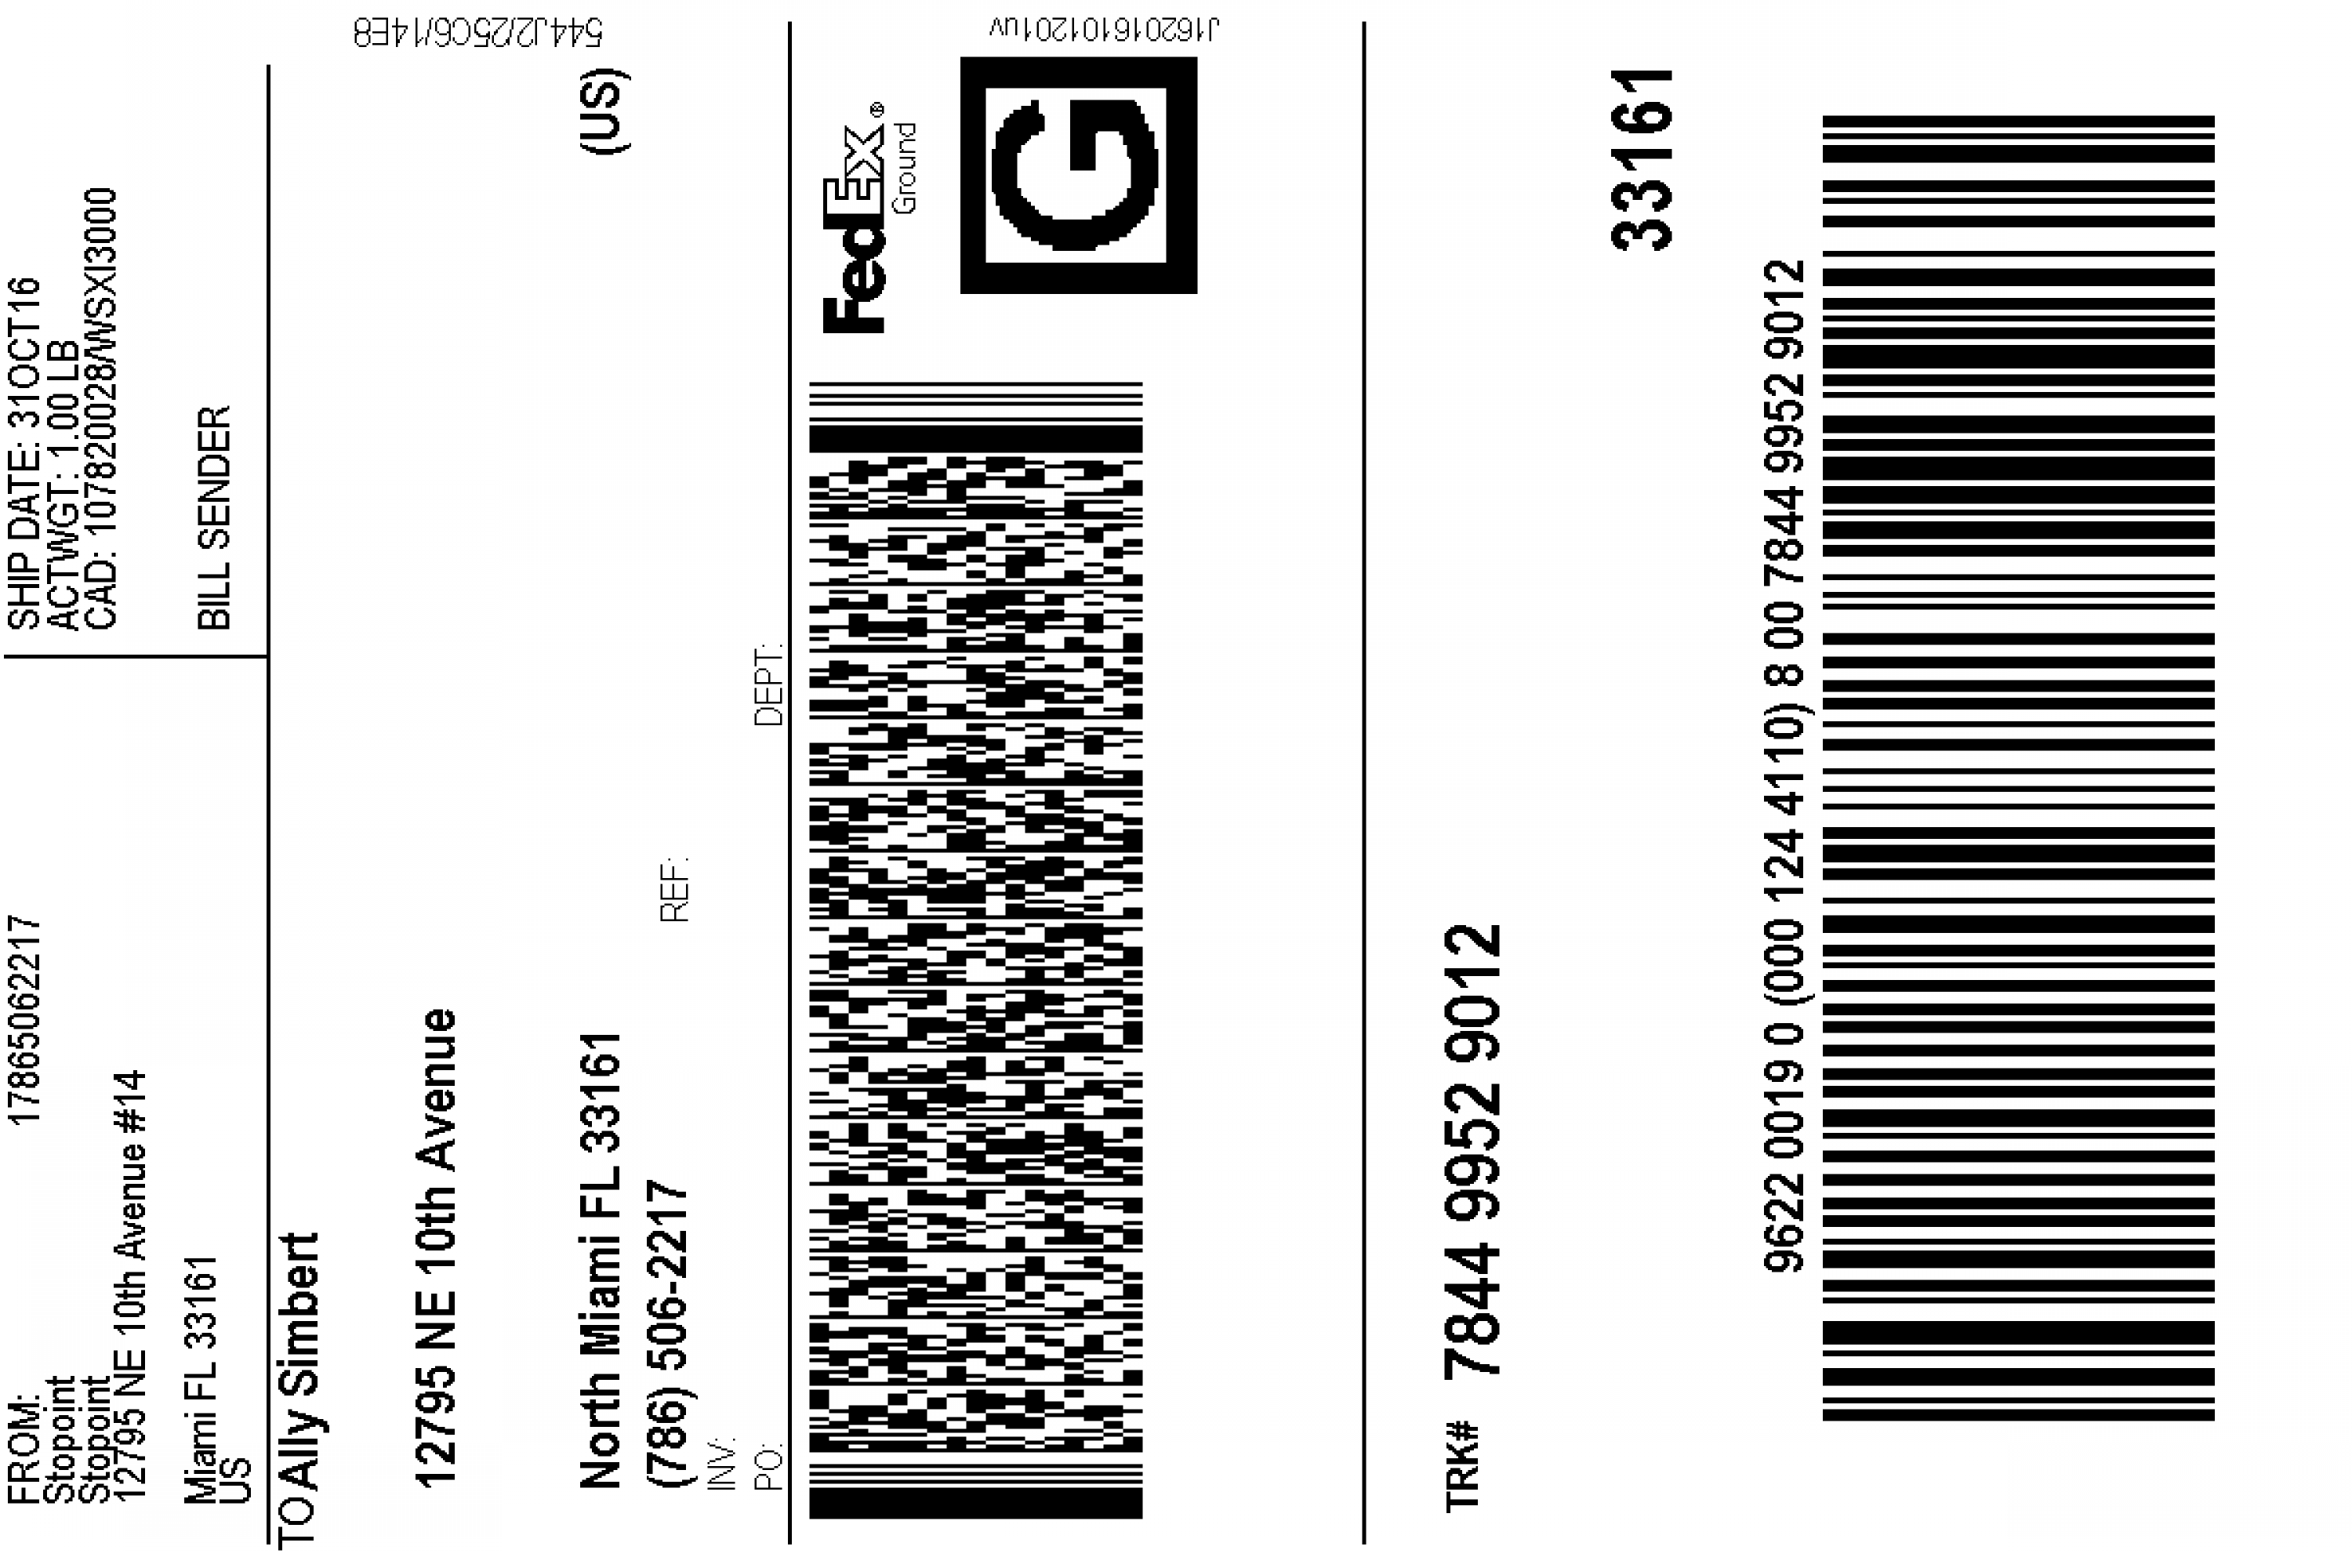 FROM: 17865062217
Stopoint
Stopoint
12795 NE 10th Avenue #14
Miami FL 33161
US
SHIP DATE: 31OCT16
ACTWGT: 1.00 LB
CAD: 107820028/WSXI3000
BILL SENDER
TO Ally Simbert
12795 NE 10th Avenue
North Miami FL 33161 (US)
(786) 506-2217
REF:
INV:
PO: DEPT:
544J2/25C6/14E8
FedEx®
Ground
G
J162016101201uv
TRK# 7844 9952 9012
33161
9622 0019 0 (000 124 4110) 8 00 7844 9952 9012